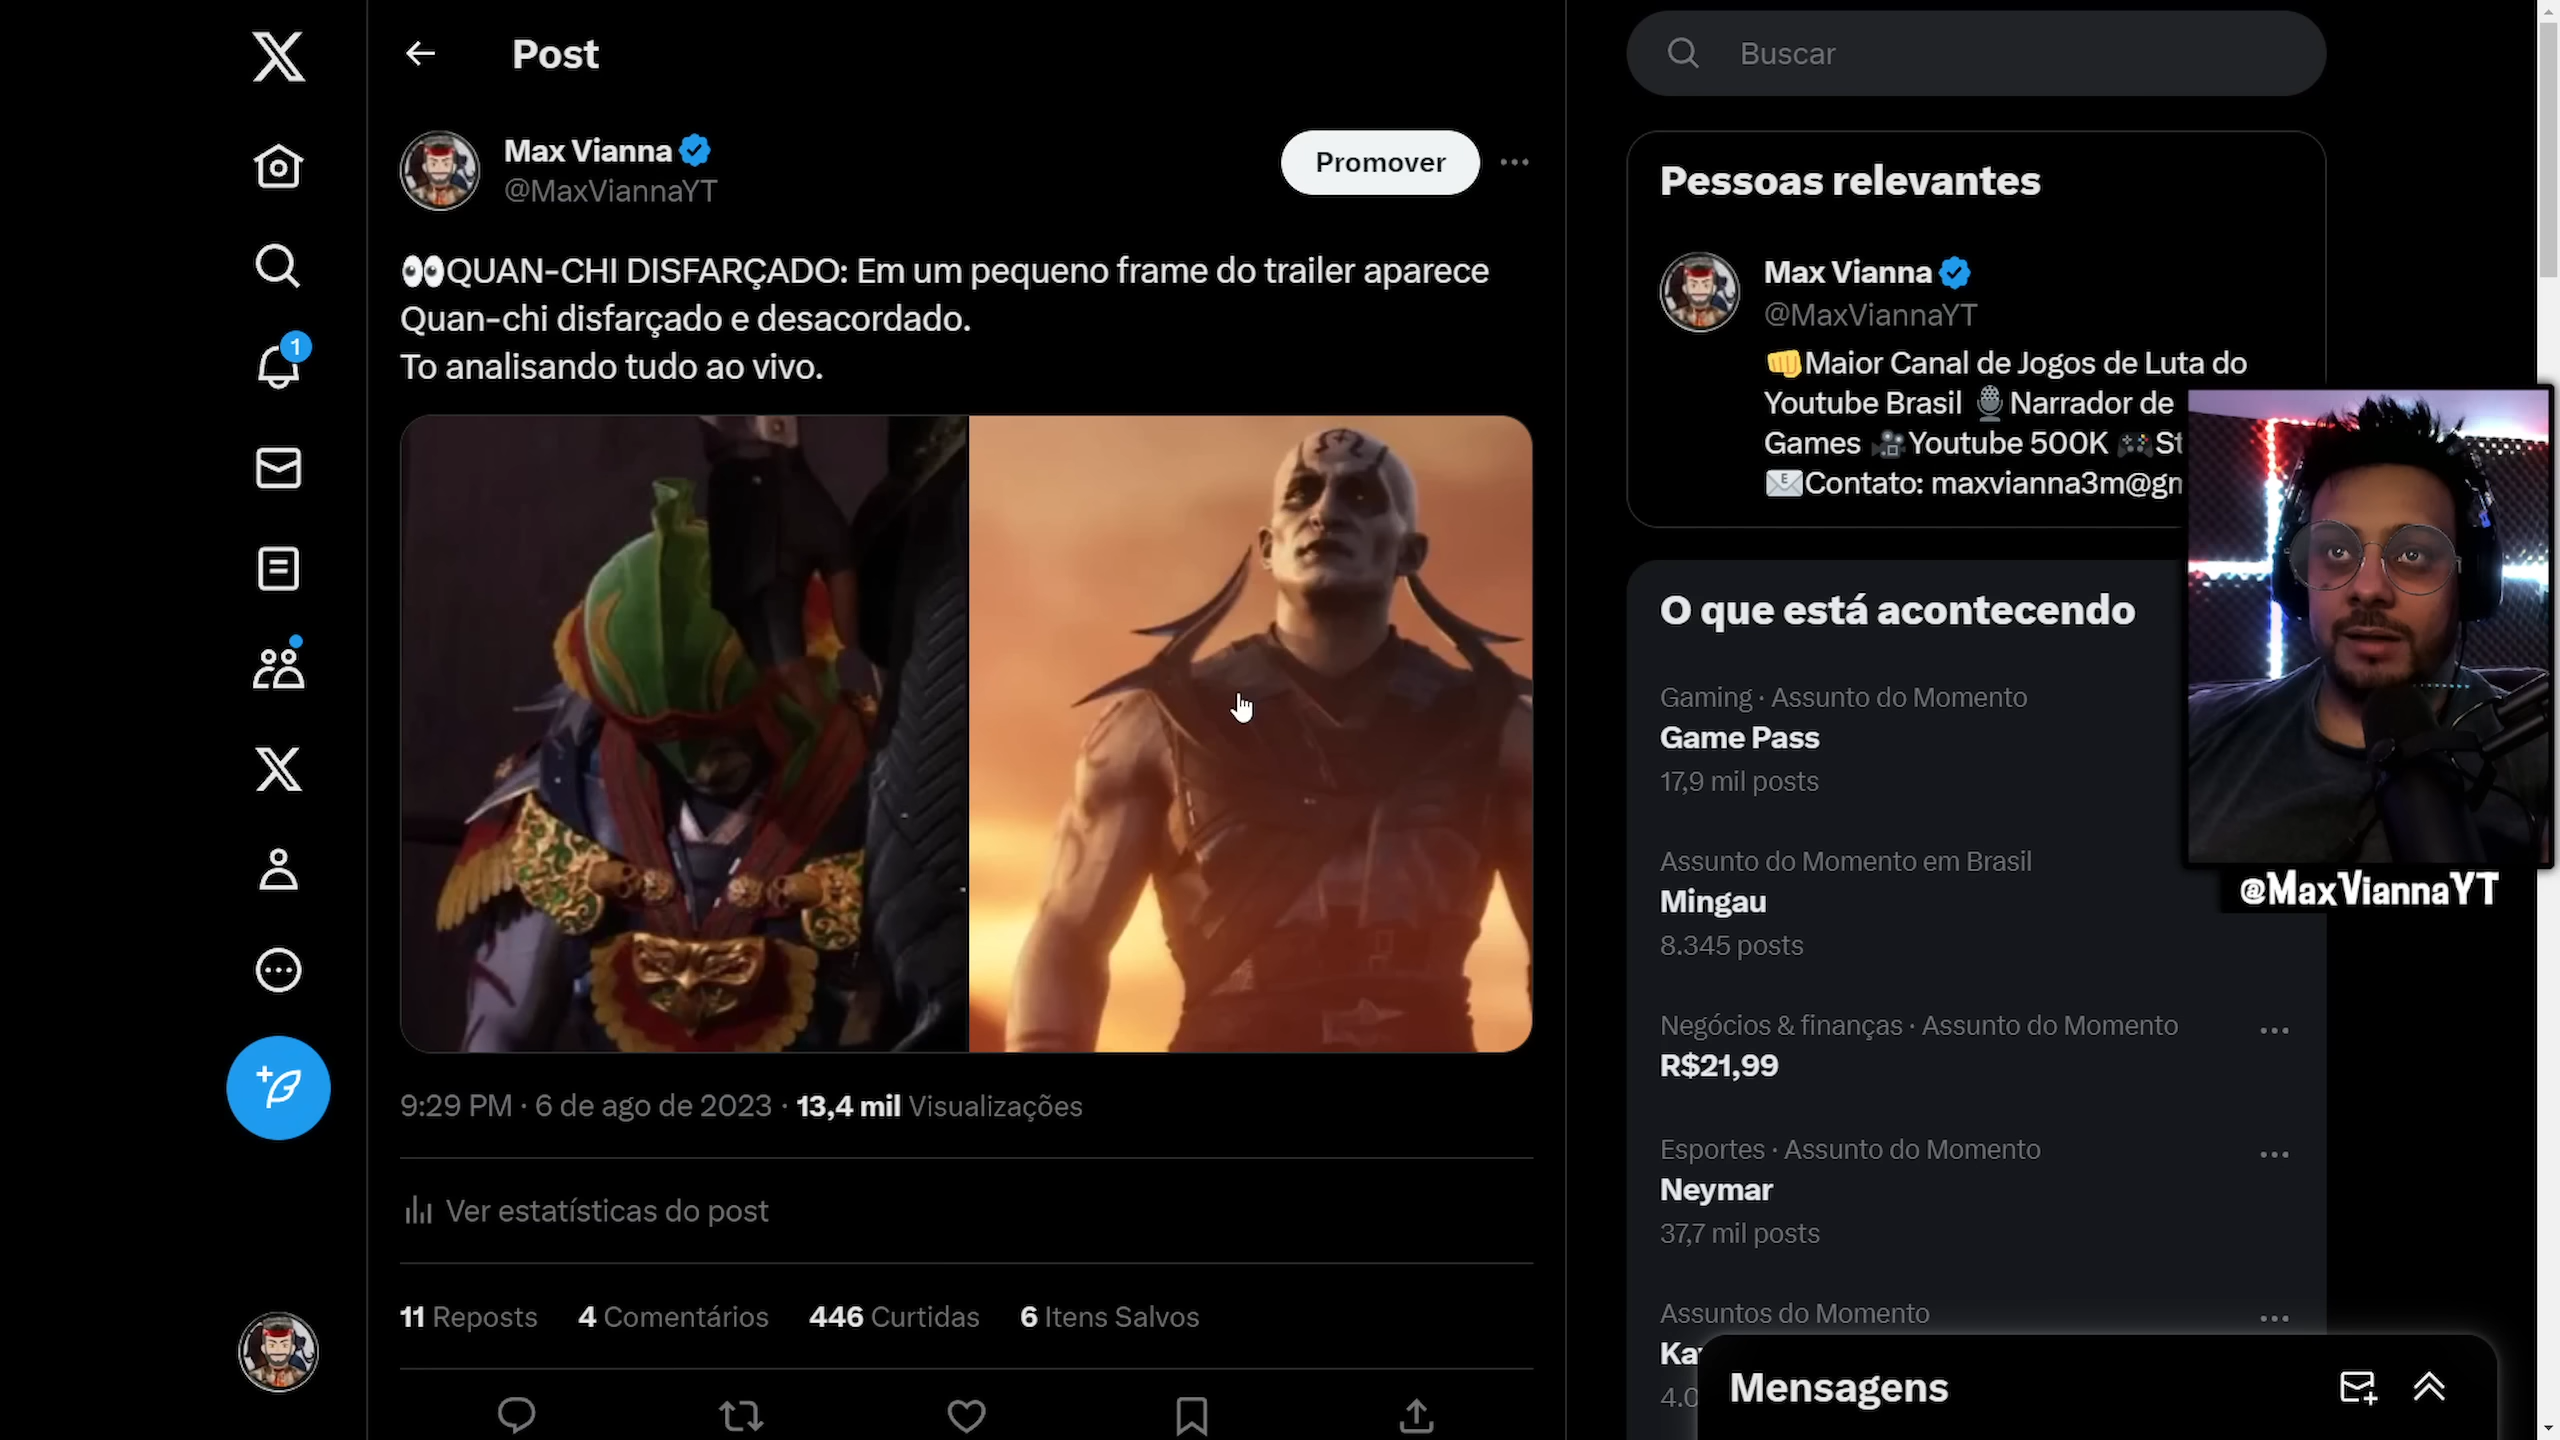 Post
Buscar
Max Vianna
@MaxViannaYT
Promover
👀QUAN-CHI DISFARÇADO: Em um pequeno frame do trailer aparece
Quan-chi disfarçado e desacordado.
To analisando tudo ao vivo.
9:29 PM · 6 de ago de 2023 · 13,4 mil Visualizações
Ver estatísticas do post
11 Reposts 4 Comentários 446 Curtidas 6 Itens Salvos
1
Pessoas relevantes
Max Vianna
@MaxViannaYT
👊Maior Canal de Jogos de Luta do
Youtube Brasil 🎙Narrador de
Games 🎥Youtube 500K 🎮St
📧Contato: maxvianna3m@gm
O que está acontecendo
Gaming · Assunto do Momento
Game Pass
17,9 mil posts
Assunto do Momento em Brasil
Mingau
8.345 posts
Negócios & finanças · Assunto do Momento
R$21,99
Esportes · Assunto do Momento
Neymar
37,7 mil posts
Assuntos do Momento
@MaxViannaYT
Mensagens